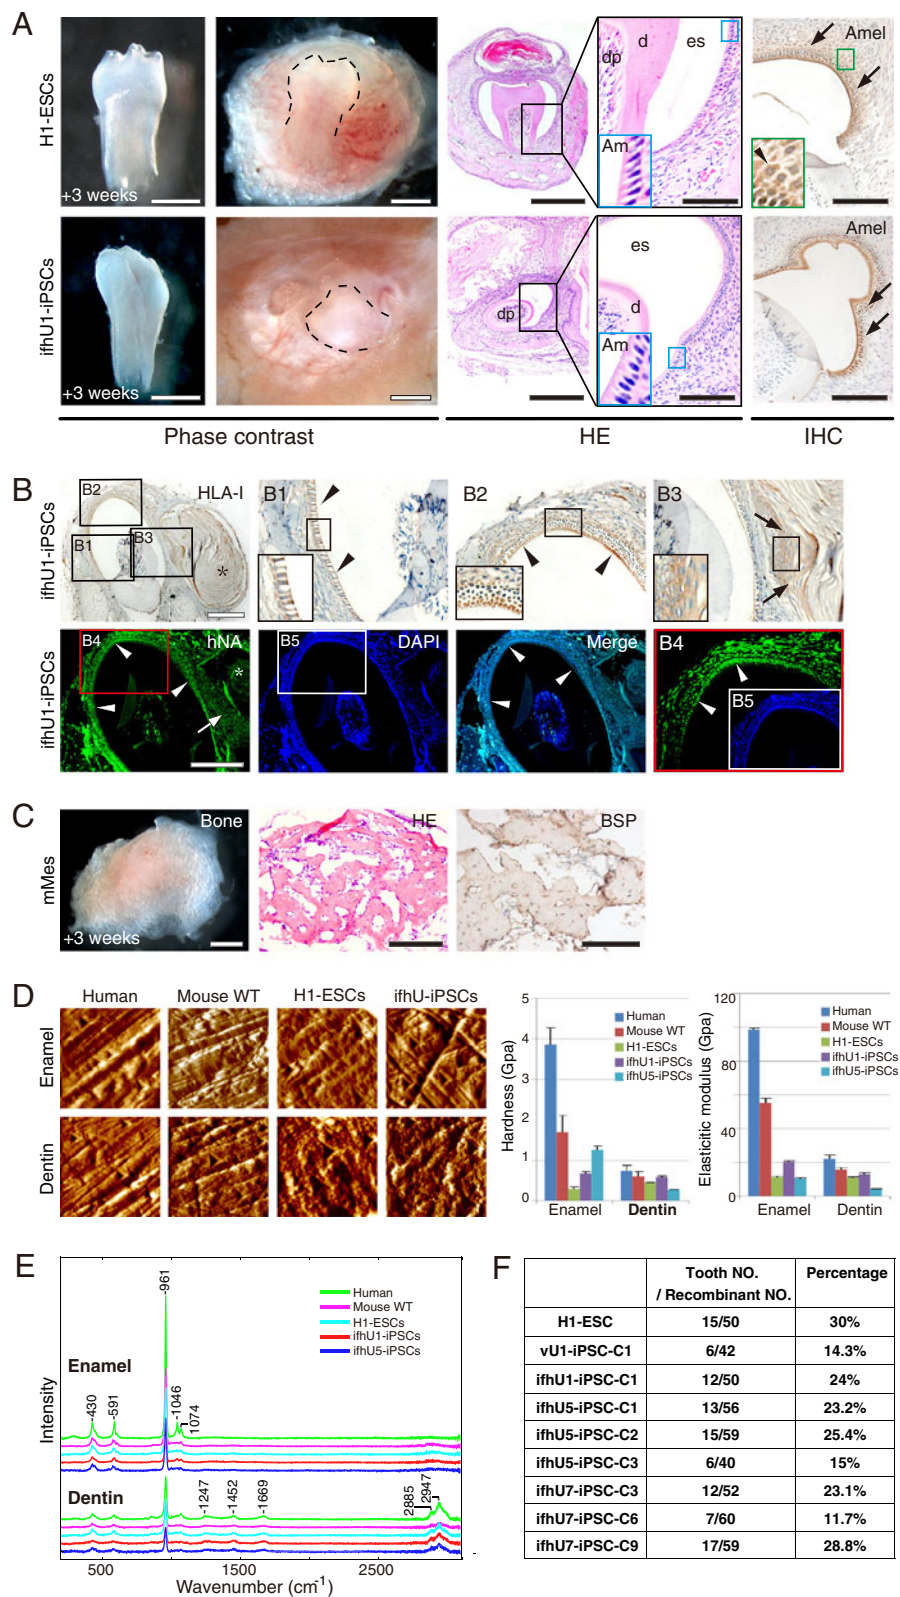 A
H1-ESCs
+3 weeks
dp
d
es
Am
Amel
ifhU1-iPSCs
+3 weeks
dp
es
d
Am
Amel
Phase contrast
HE
IHC
B
ifhU1-iPSCs
B2
HLA-I
B1
B3
*
B1
B2
B3
ifhU1-iPSCs
B4
hNA
*
B5
DAPI
Merge
B4
B5
C
mMes
Bone
+3 weeks
HE
BSP
D
Human
Mouse WT
H1-ESCs
ifhU-iPSCs
Enamel
Dentin
Hardness (Gpa)
5
4
3
2
1
0
Human
Mouse WT
H1-ESCs
ifhU1-iPSCs
ifhU5-iPSCs
Enamel
Dentin
Elasticitic modulus (Gpa)
120
80
40
0
Human
Mouse WT
H1-ESCs
ifhU1-iPSCs
ifhU5-iPSCs
Enamel
Dentin
E
Intensity
Human
Mouse WT
H1-ESCs
ifhU1-iPSCs
ifhU5-iPSCs
Enamel
-430
-591
-961
-1046
1074
Dentin
-1247
-1452
-1669
2885
2947
500
1500
2500
Wavenumber (cm-1)
F
Tooth NO. / Recombinant NO. Percentage
H1-ESC 15/50 30%
vU1-iPSC-C1 6/42 14.3%
ifhU1-iPSC-C1 12/50 24%
ifhU5-iPSC-C1 13/56 23.2%
ifhU5-iPSC-C2 15/59 25.4%
ifhU5-iPSC-C3 6/40 15%
ifhU7-iPSC-C3 12/52 23.1%
ifhU7-iPSC-C6 7/60 11.7%
ifhU7-iPSC-C9 17/59 28.8%